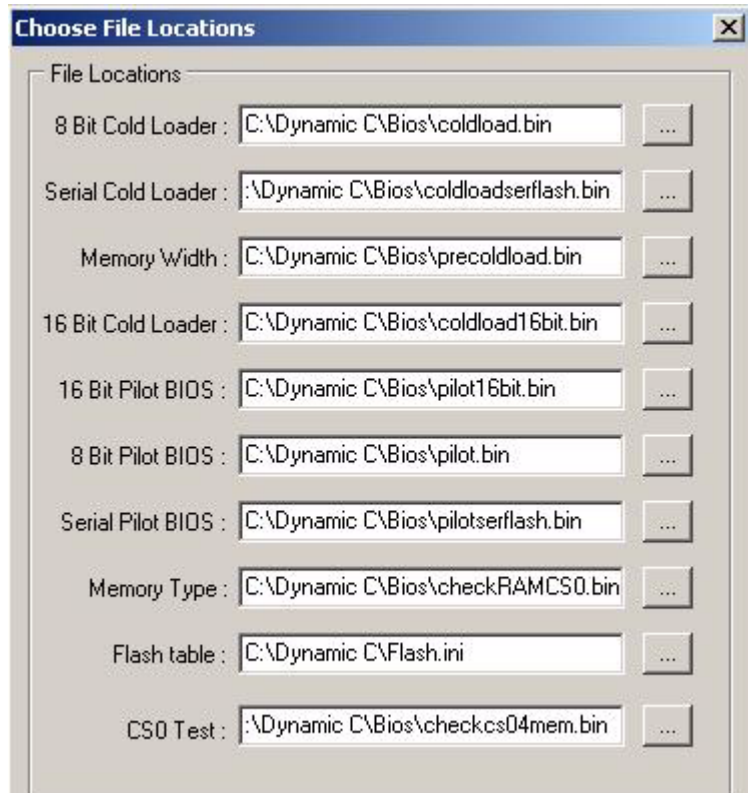 Choose File Locations
File Locations
8 Bit Cold Loader : C:\Dynamic C\Bios\coldload.bin ...
Serial Cold Loader : :\Dynamic C\Bios\coldloadserflash.bin ...
Memory Width : C:\Dynamic C\Bios\precoldload.bin ...
16 Bit Cold Loader : C:\Dynamic C\Bios\coldload16bit.bin ...
16 Bit Pilot BIOS : C:\Dynamic C\Bios\pilot16bit.bin ...
8 Bit Pilot BIOS : C:\Dynamic C\Bios\pilot.bin ...
Serial Pilot BIOS : C:\Dynamic C\Bios\pilotserflash.bin ...
Memory Type : C:\Dynamic C\Bios\checkRAMCS0.bin ...
Flash table : C:\Dynamic C\Flash.ini ...
CS0 Test : :\Dynamic C\Bios\checkcs04mem.bin ...